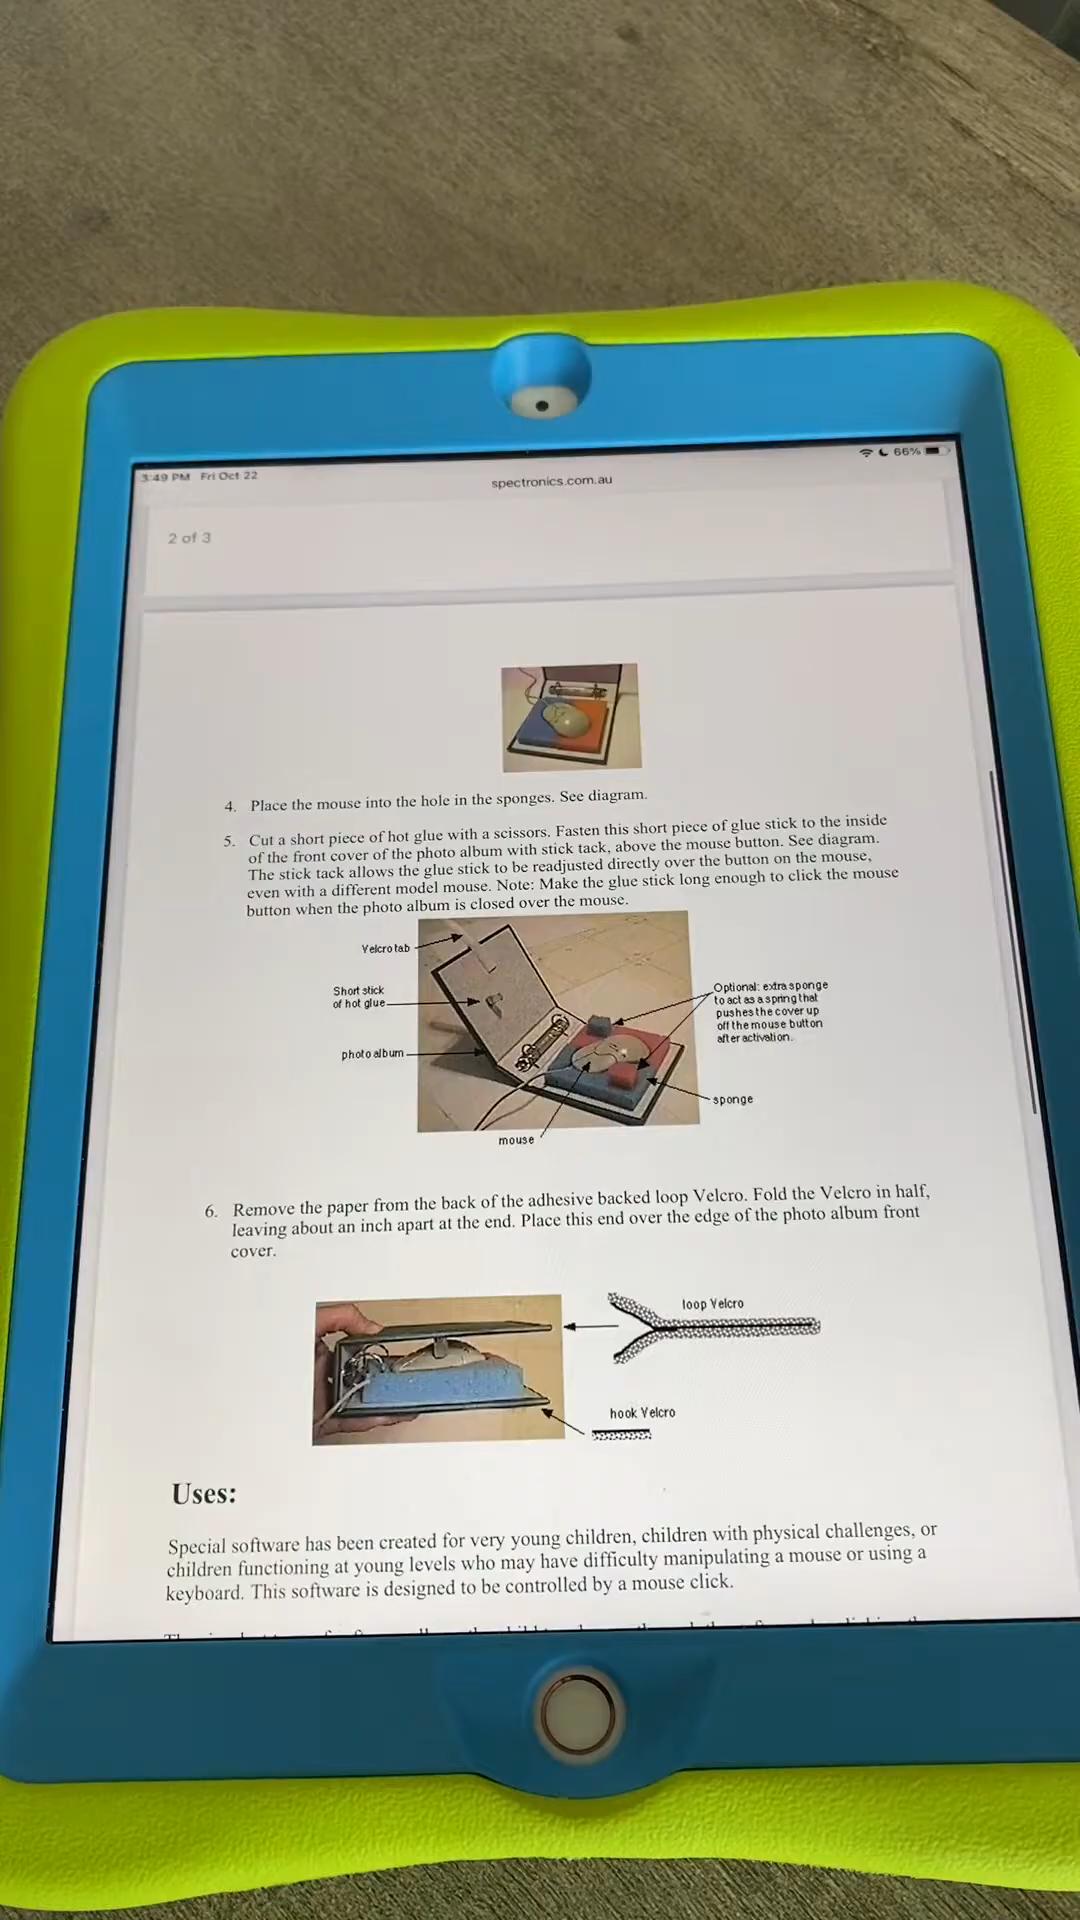 3:49 PM Fri Oct 22
66%
spectronics.com.au
2 of 3
4. Place the mouse into the hole in the sponges. See diagram.
5. Cut a short piece of hot glue with a scissors. Fasten this short piece of glue stick to the inside
of the front cover of the photo album with stick tack, above the mouse button. See diagram.
The stick tack allows the glue stick to be readjusted directly over the button on the mouse,
even with a different model mouse. Note: Make the glue stick long enough to click the mouse
button when the photo album is closed over the mouse.
Velcro tab
Short stick
of hot glue
photo album
mouse
Optional: extra sponge
to act as a spring that
pushes the cover up
off the mouse button
after activation.
sponge
6. Remove the paper from the back of the adhesive backed loop Velcro. Fold the Velcro in half,
leaving about an inch apart at the end. Place this end over the edge of the photo album front
cover.
loop Velcro
hook Velcro
Uses:
Special software has been created for very young children, children with physical challenges, or
children functioning at young levels who may have difficulty manipulating a mouse or using a
keyboard. This software is designed to be controlled by a mouse click.